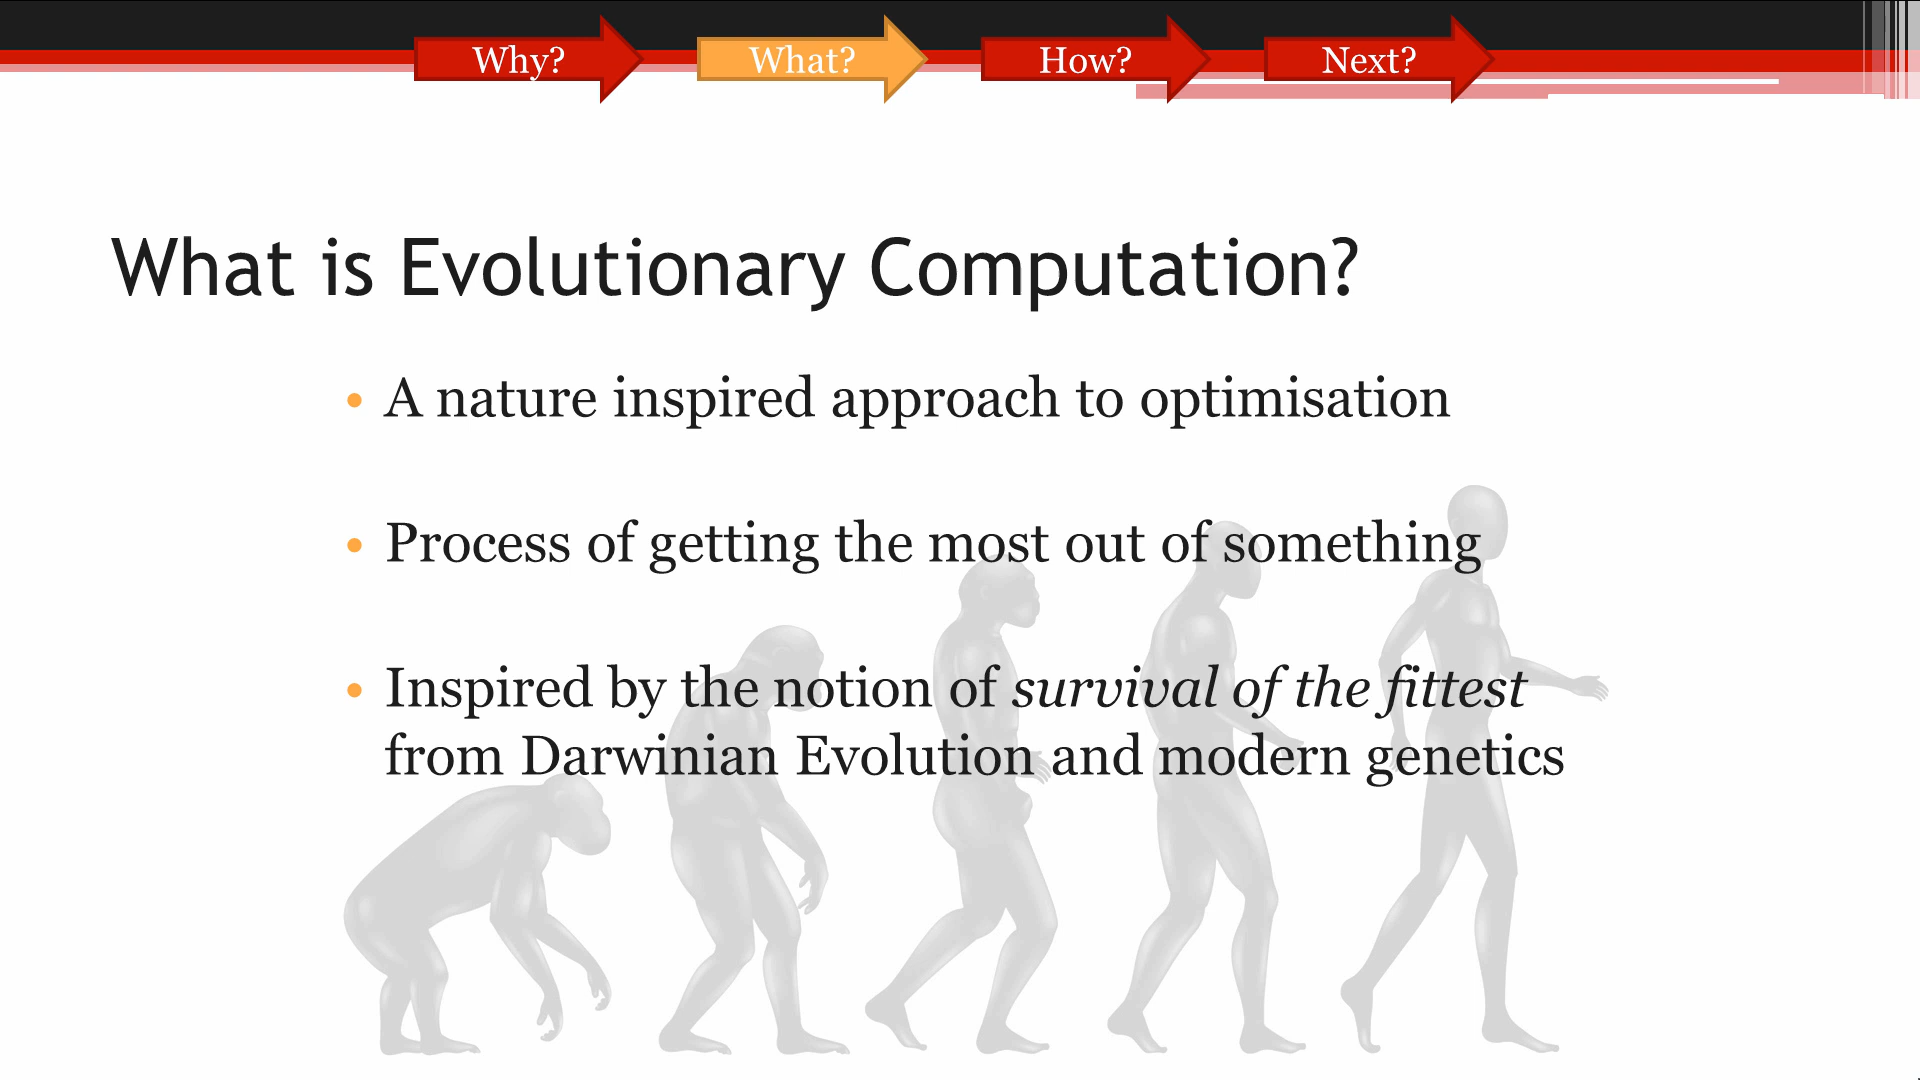 Why?
What?
How?
Next?
What is Evolutionary Computation?
• A nature inspired approach to optimisation
• Process of getting the most out of something
• Inspired by the notion of survival of the fittest
from Darwinian Evolution and modern genetics